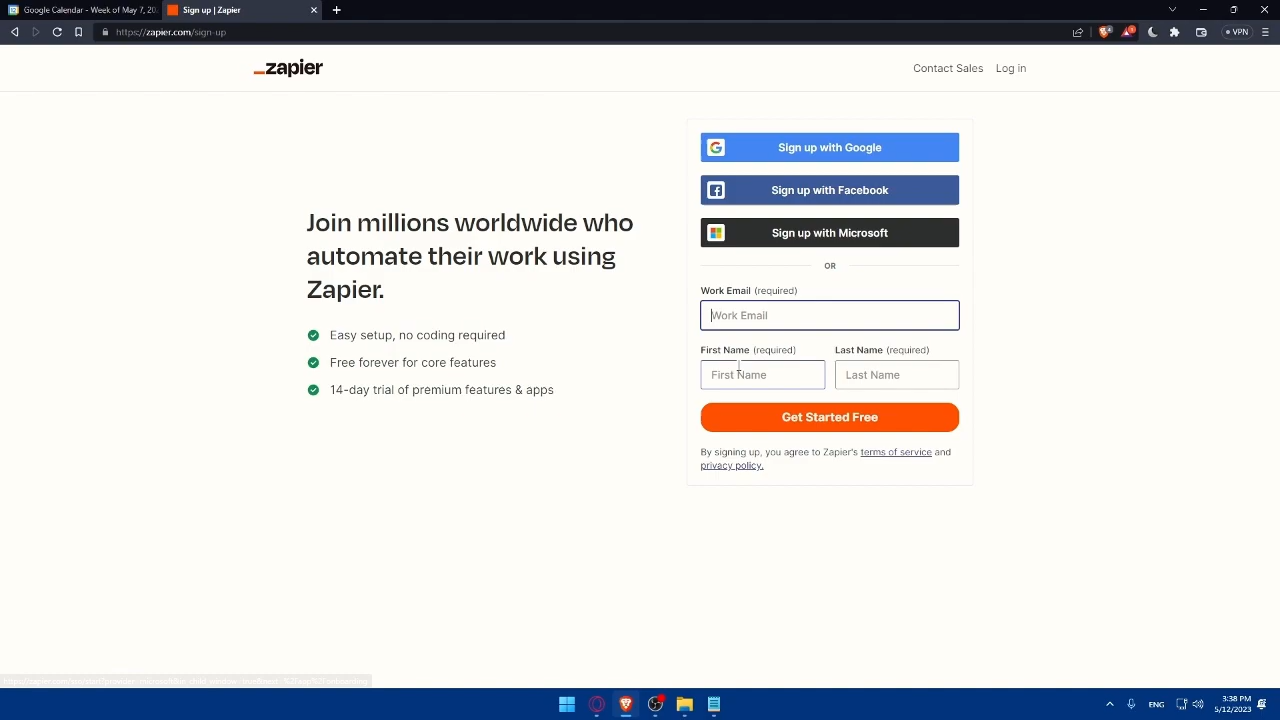 Google Calendar - Week of May 7, 20
Sign up | Zapier
https://zapier.com/sign-up
VPN
zapier
Contact Sales
Log in
Sign up with Google
Sign up with Facebook
Sign up with Microsoft
OR
Join millions worldwide who
automate their work using
Zapier.
Easy setup, no coding required
Free forever for core features
14-day trial of premium features & apps
Work Email (required)
Work Email
First Name (required)
Last Name (required)
First Name
Last Name
Get Started Free
By signing up, you agree to Zapier's terms of service and
privacy policy.
ENG
3:38 PM
5/12/2023